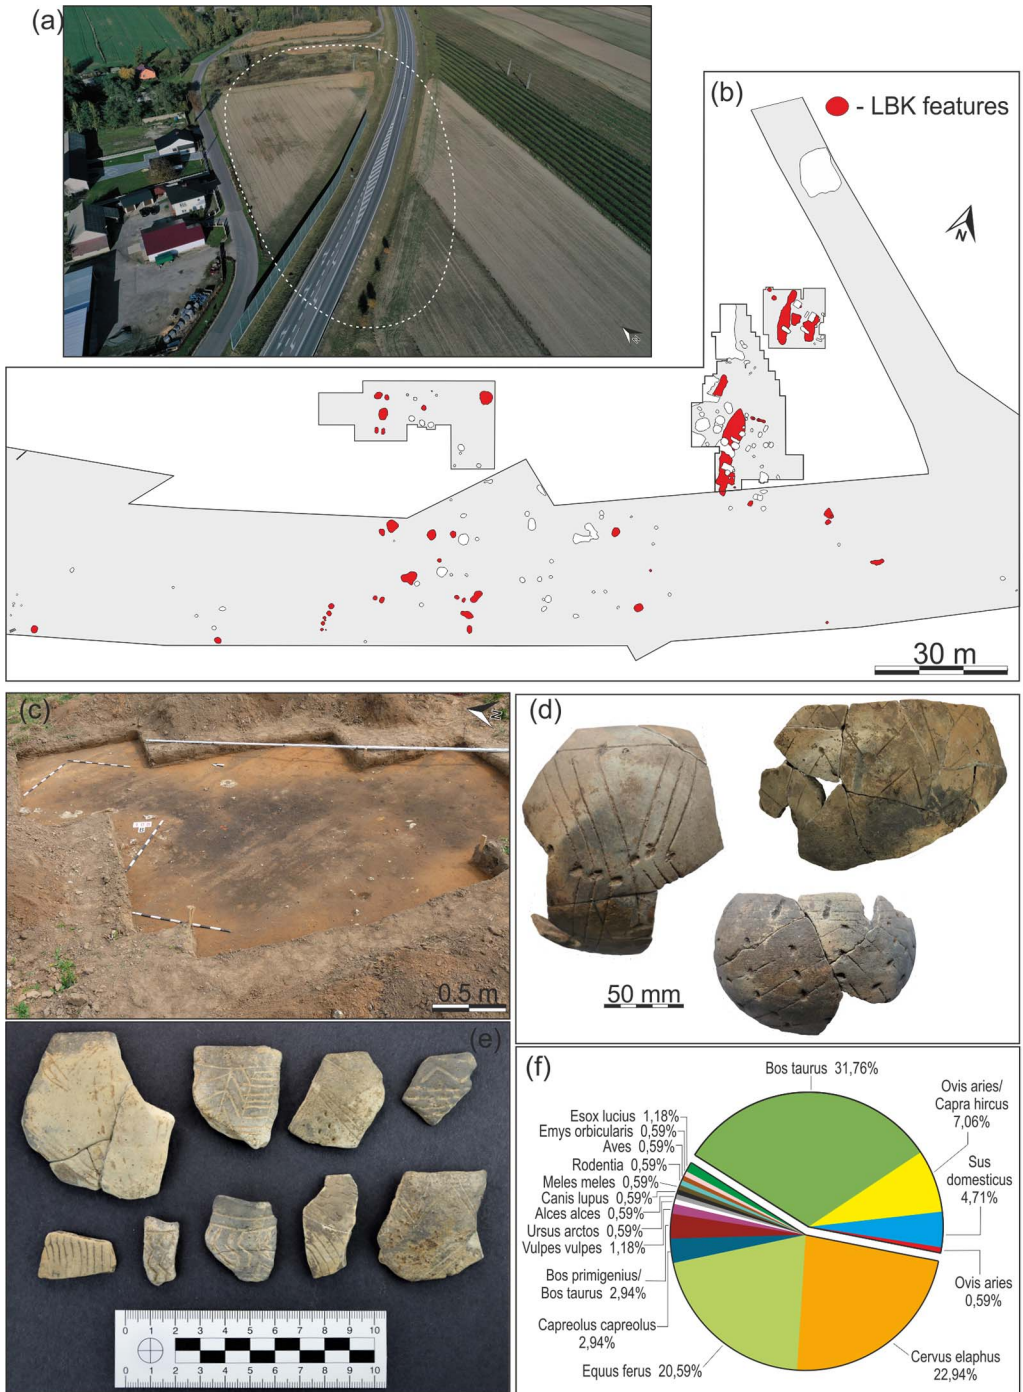 (a)
(b)
- LBK features
N
30 m
(c)
N
0.5 m
(d)
50 mm
(e)
0 1 2 3 4 5 6 7 8 9 10
0 1 2 3 4 5 6 7 8 9 10
(f)
Bos taurus 31,76%
Ovis aries/
Capra hircus
7,06%
Sus
domesticus
4,71%
Ovis aries
0,59%
Cervus elaphus
22,94%
Equus ferus 20,59%
Capreolus capreolus
2,94%
Bos primigenius/
Bos taurus 2,94%
Vulpes vulpes 1,18%
Ursus arctos 0,59%
Alces alces 0,59%
Canis lupus 0,59%
Meles meles 0,59%
Rodentia 0,59%
Aves 0,59%
Emys orbicularis 0,59%
Esox lucius 1,18%